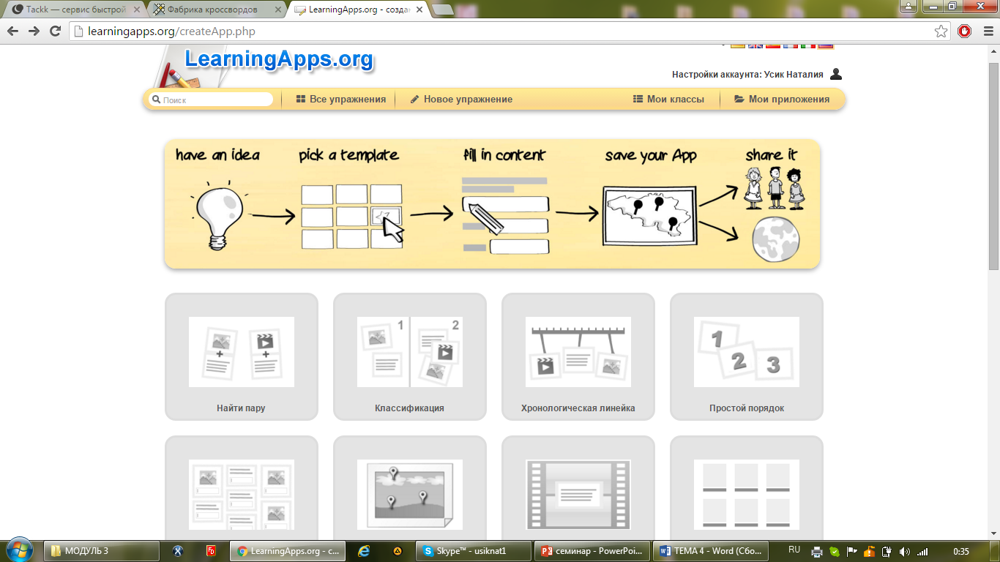 Tackk — сервис быстрой
Фабрика кроссвордов
LearningApps.org - созда
learningapps.org/createApp.php
LearningApps.org
Настройки аккаунта: Усик Наталия
Поиск
Все упражнения
Новое упражнение
Мои классы
Мои приложения
have an idea
pick a template
fill in content
save your App
share it
1
2
1
2
3
Найти пару
Классификация
Хронологическая линейка
Простой порядок
МОДУЛЬ 3
LearningApps.org - с...
Skype™ - usiknat1
семинар - PowerPoi...
ТЕМА 4 - Word (Сбо...
RU
0:35